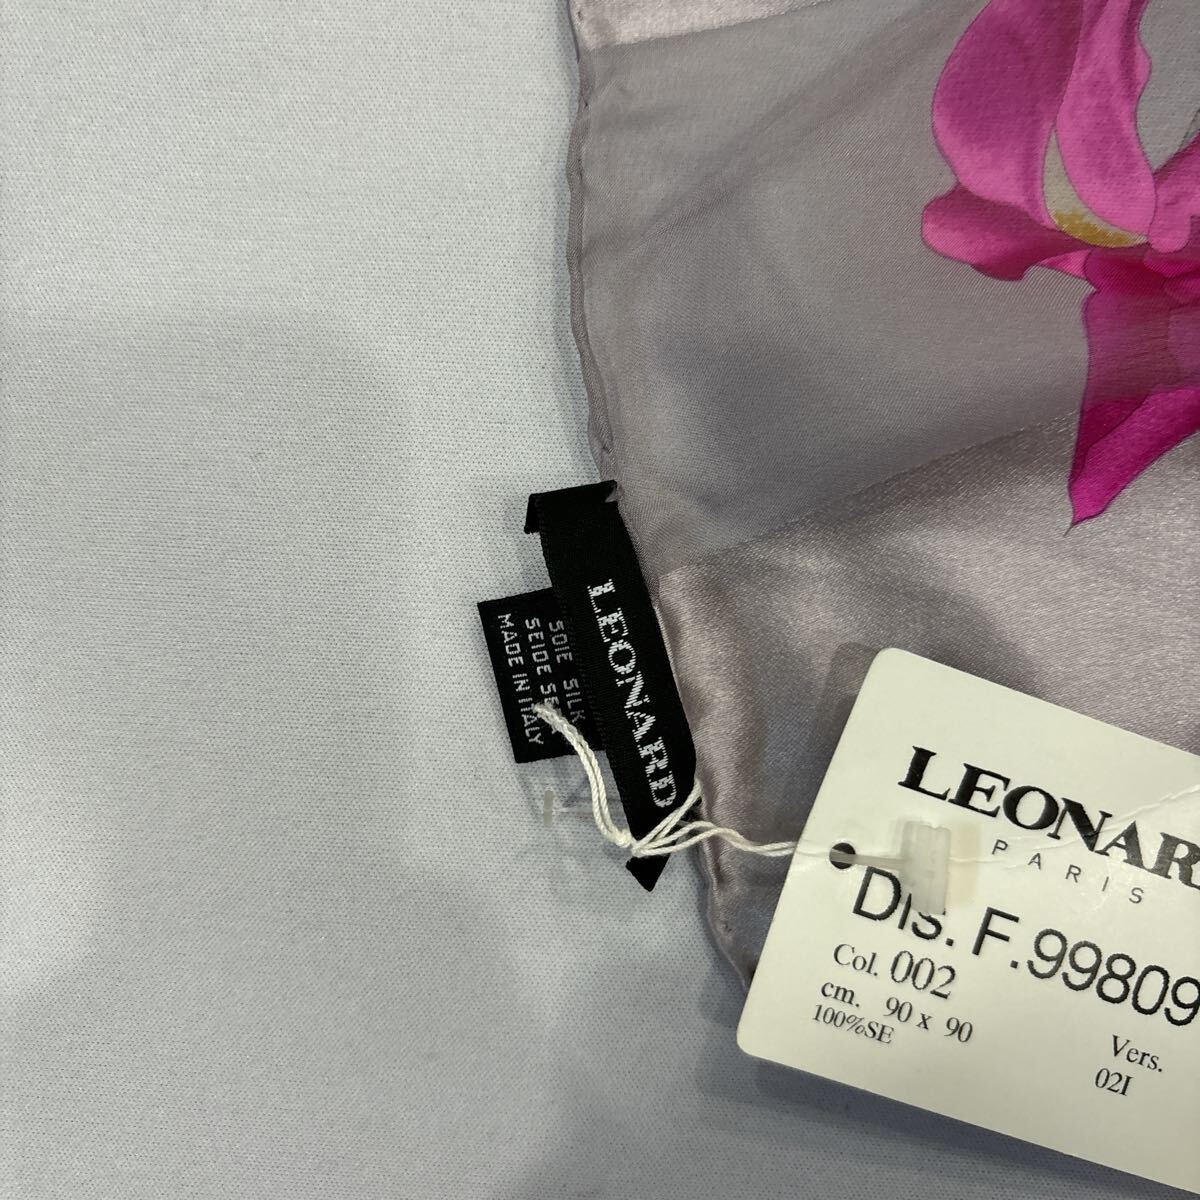 LEONARD
SOIE SILK
SEIDE
MADE IN ITALY
LEONAR
PARIS
Dis. F.99809
Col. 002
cm. 90 x 90
100%SE
Vers.
02I